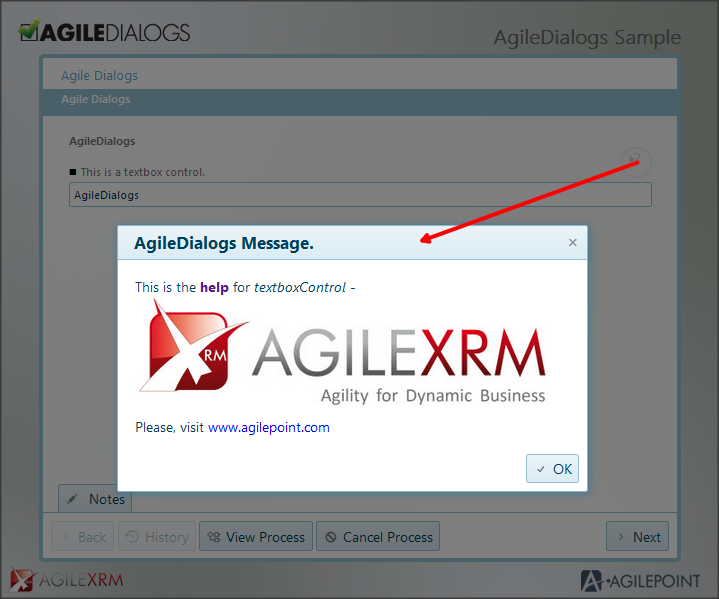 AGILEDIALOGS
AgileDialogs Sample
Agile Dialogs
Agile Dialogs
AgileDialogs
This is a textbox control.
AgileDialogs
AgileDialogs Message.
This is the help for textboxControl -
XRM
AGILEXRM
Agility for Dynamic Business
Please, visit www.agilepoint.com
OK
Notes
Back
History
View Process
Cancel Process
Next
AGILEXRM
AGILEPOINT